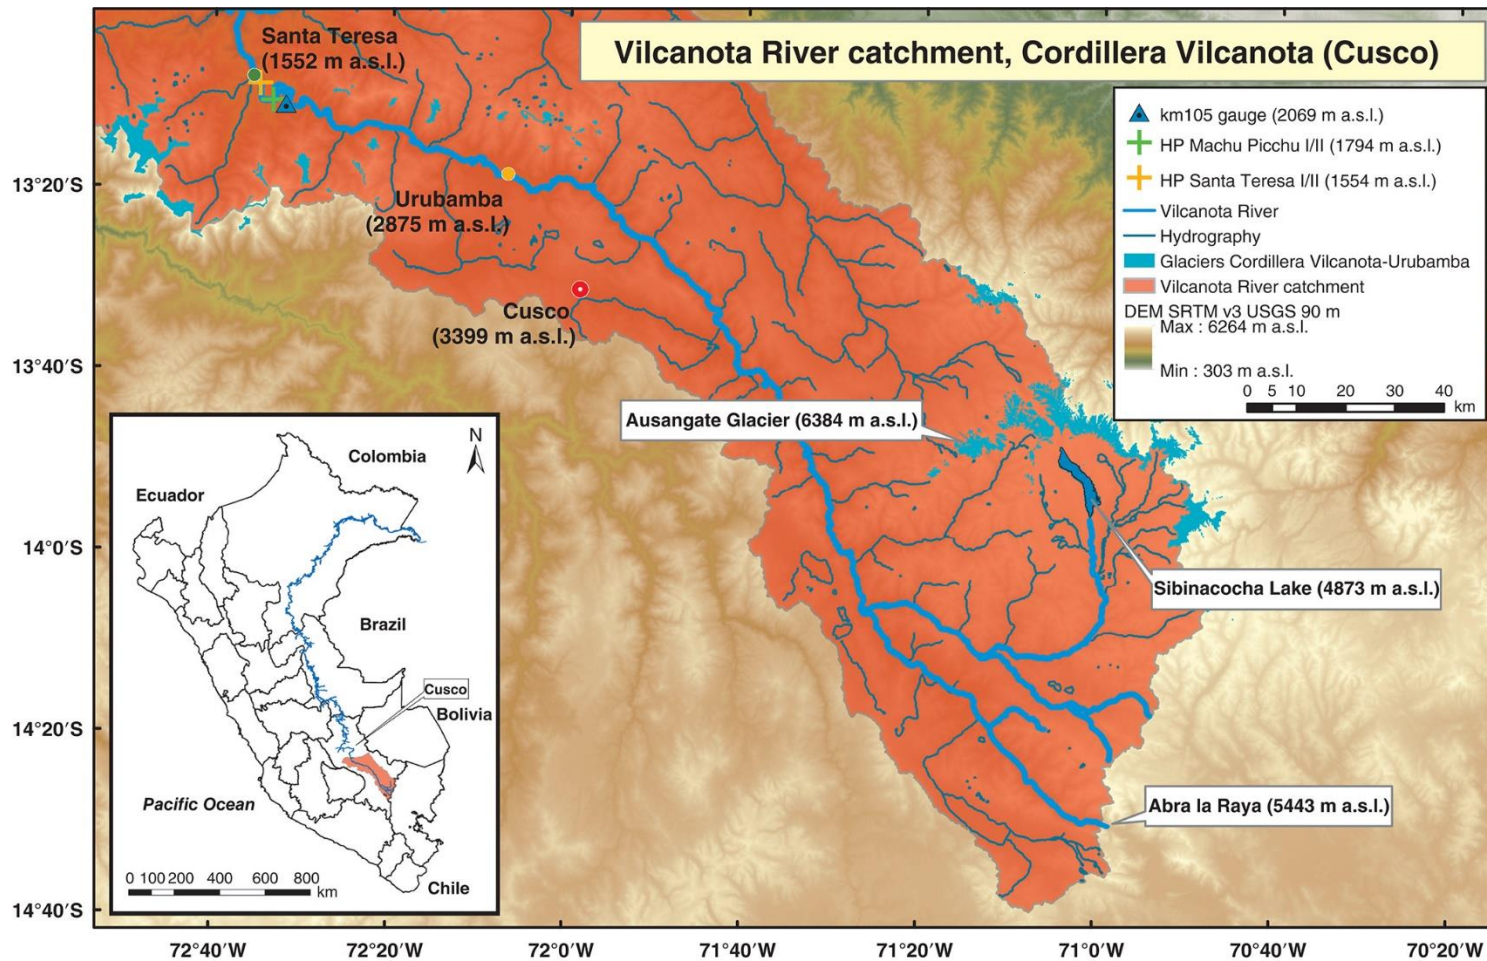 Vilcanota River catchment, Cordillera Vilcanota (Cusco)
Santa Teresa
(1552 m a.s.l.)
km105 gauge (2069 m a.s.l.)
HP Machu Picchu I/II (1794 m a.s.l.)
HP Santa Teresa I/II (1554 m a.s.l.)
Vilcanota River
Hydrography
Glaciers Cordillera Vilcanota-Urubamba
Vilcanota River catchment
DEM SRTM v3 USGS 90 m
Max : 6264 m a.s.l.
Min : 303 m a.s.l.
0 5 10 20 30 40
km
Urubamba
(2875 m a.s.l.)
Cusco
(3399 m a.s.l.)
Ausangate Glacier (6384 m a.s.l.)
Sibinacocha Lake (4873 m a.s.l.)
Abra la Raya (5443 m a.s.l.)
N
Colombia
Ecuador
Brazil
Cusco
Bolivia
Pacific Ocean
Chile
0 100 200 400 600 800
km
13°20′S
13°40′S
14°0′S
14°20′S
14°40′S
72°40′W
72°20′W
72°0′W
71°40′W
71°20′W
71°0′W
70°40′W
70°20′W